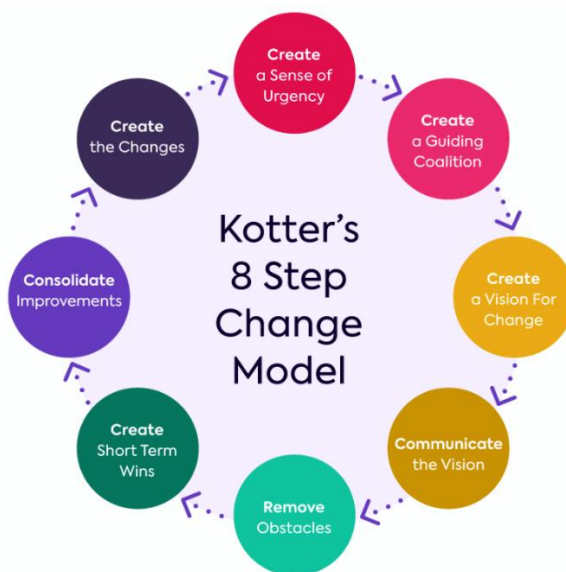 Create
a Sense of
Urgency
Create
a Guiding
Coalition
Create
a Vision For
Change
Communicate
the Vision
Remove
Obstacles
Create
Short Term
Wins
Consolidate
Improvements
Create
the Changes
Kotter's
8 Step
Change
Model